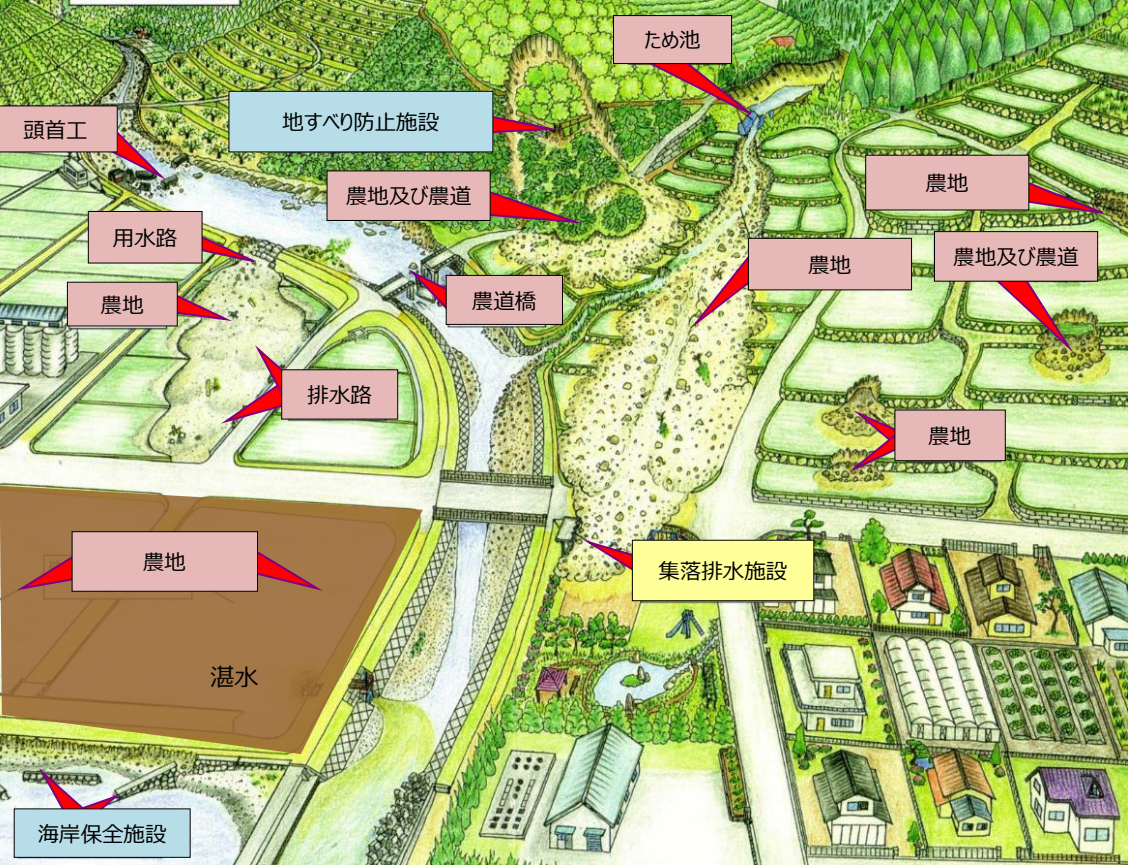 ため池
頭首工
地すべり防止施設
農地
農地及び農道
用水路
農地
農地及び農道
農地
農道橋
排水路
農地
農地
集落排水施設
湛水
海岸保全施設